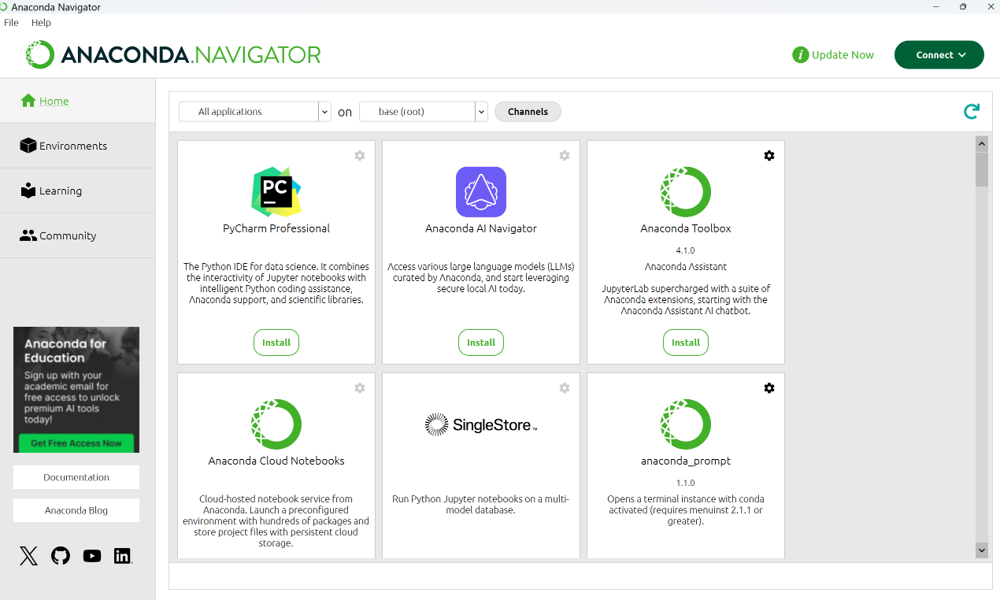 Anaconda Navigator
File Help
ANACONDA.NAVIGATOR
i Update Now
Connect
Home
Environments
Learning
Community
All applications on base (root) Channels
PC
PyCharm Professional
The Python IDE for data science. It combines
the interactivity of Jupyter notebooks with
intelligent Python coding assistance,
Anaconda support, and scientific libraries.
Install
Anaconda AI Navigator
Access various large language models (LLMs)
curated by Anaconda, and start leveraging
secure local AI today.
Install
Anaconda Toolbox
4.1.0
Anaconda Assistant
JupyterLab supercharged with a suite of
Anaconda extensions, starting with the
Anaconda Assistant AI chatbot.
Install
Anaconda Cloud Notebooks
Cloud-hosted notebook service from
Anaconda. Launch a preconfigured
environment with hundreds of packages and
store project files with persistent cloud
storage.
SingleStore™
Run Python Jupyter notebooks on a multi-
model database.
anaconda_prompt
1.1.0
Opens a terminal instance with conda
activated (requires menuinst 2.1.1 or
greater).
Anaconda for
Education
Sign up with your
academic email for
free access to unlock
premium AI tools
today!
Get Free Access Now
Documentation
Anaconda Blog
in